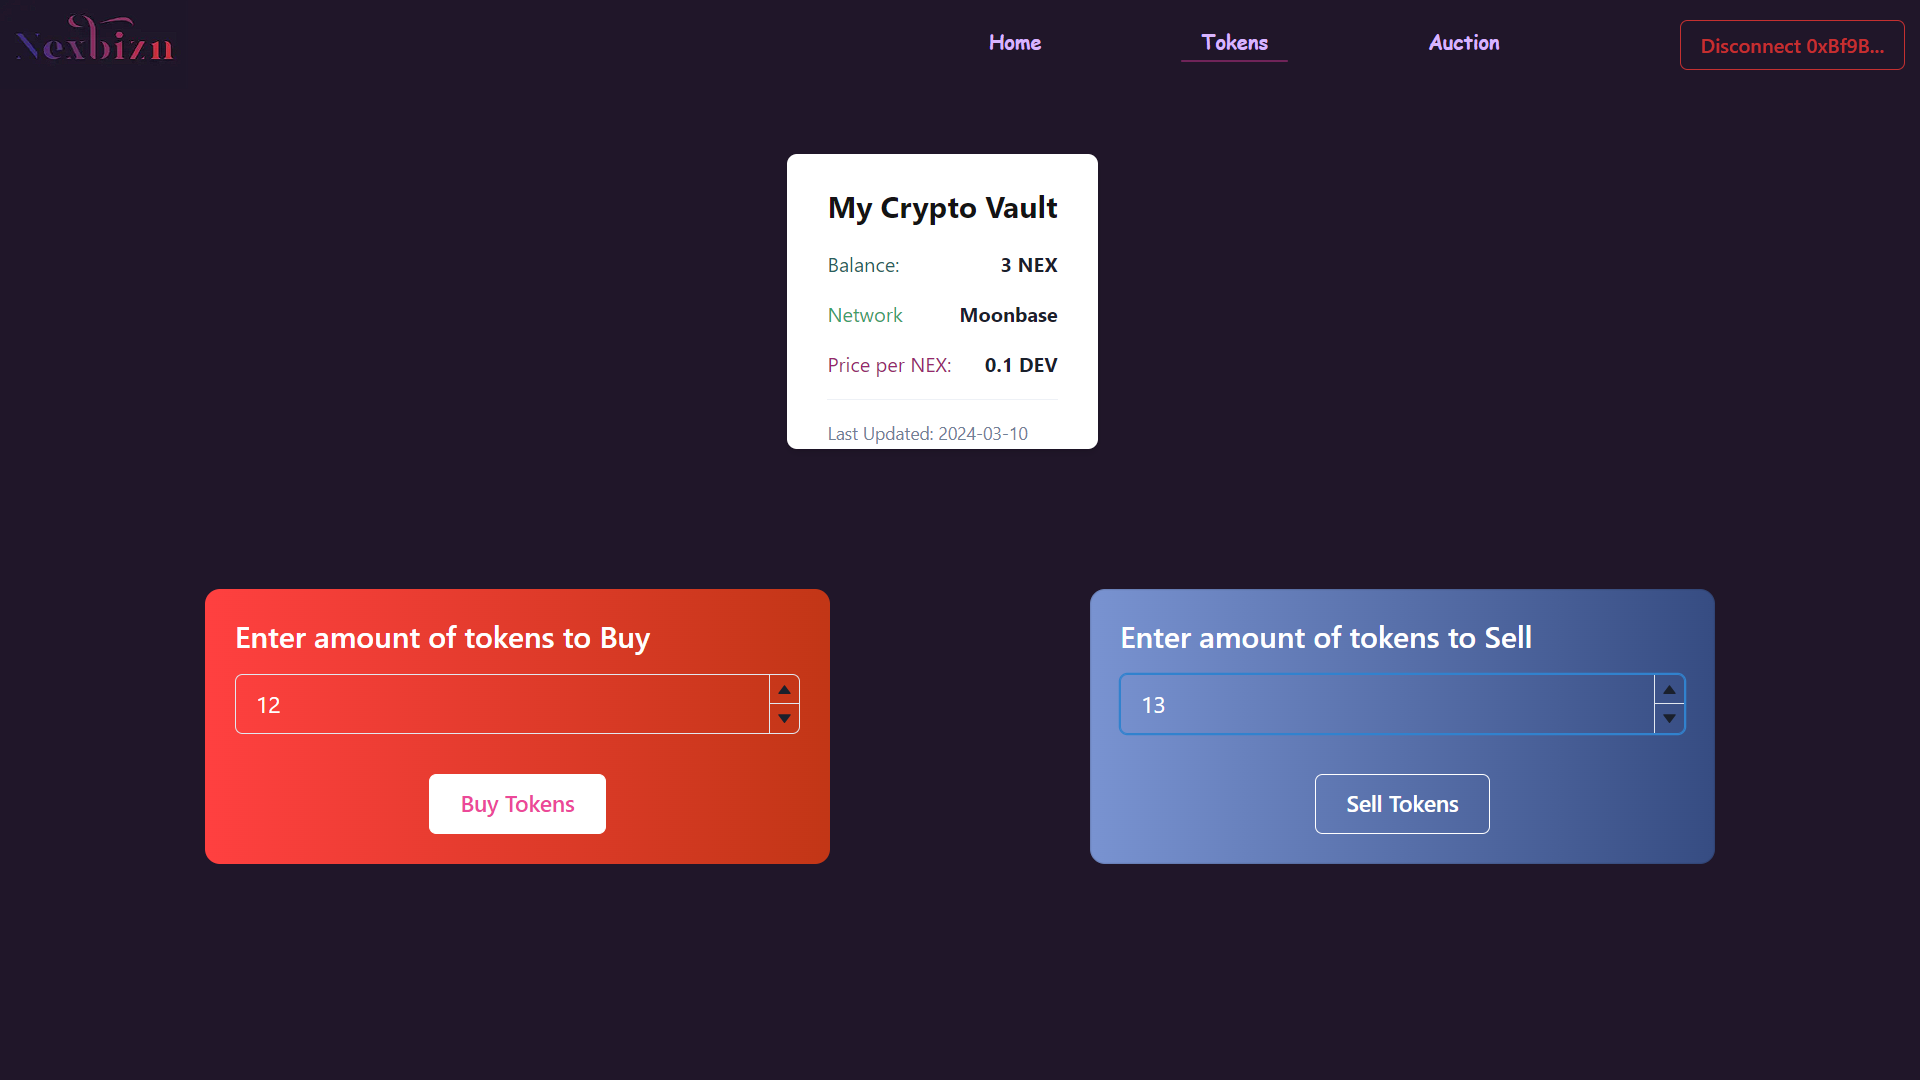 Nexbizn
Home
Tokens
Auction
Disconnect 0xBf9B...
My Crypto Vault
Balance: 3 NEX
Network Moonbase
Price per NEX: 0.1 DEV
Last Updated: 2024-03-10
Enter amount of tokens to Buy
12
Buy Tokens
Enter amount of tokens to Sell
13
Sell Tokens